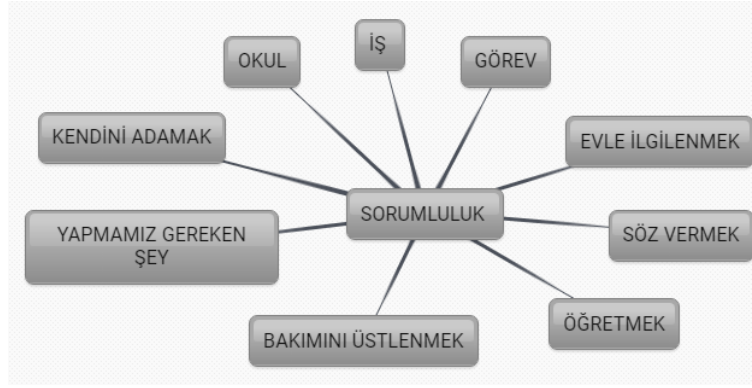 İŞ
OKUL
GÖREV
KENDİNİ ADAMAK
EVLE İLGİLENMEK
SORUMLULUK
YAPMAMIZ GEREKEN
ŞEY
SÖZ VERMEK
ÖĞRETMEK
BAKIMINI ÜSTLENMEK